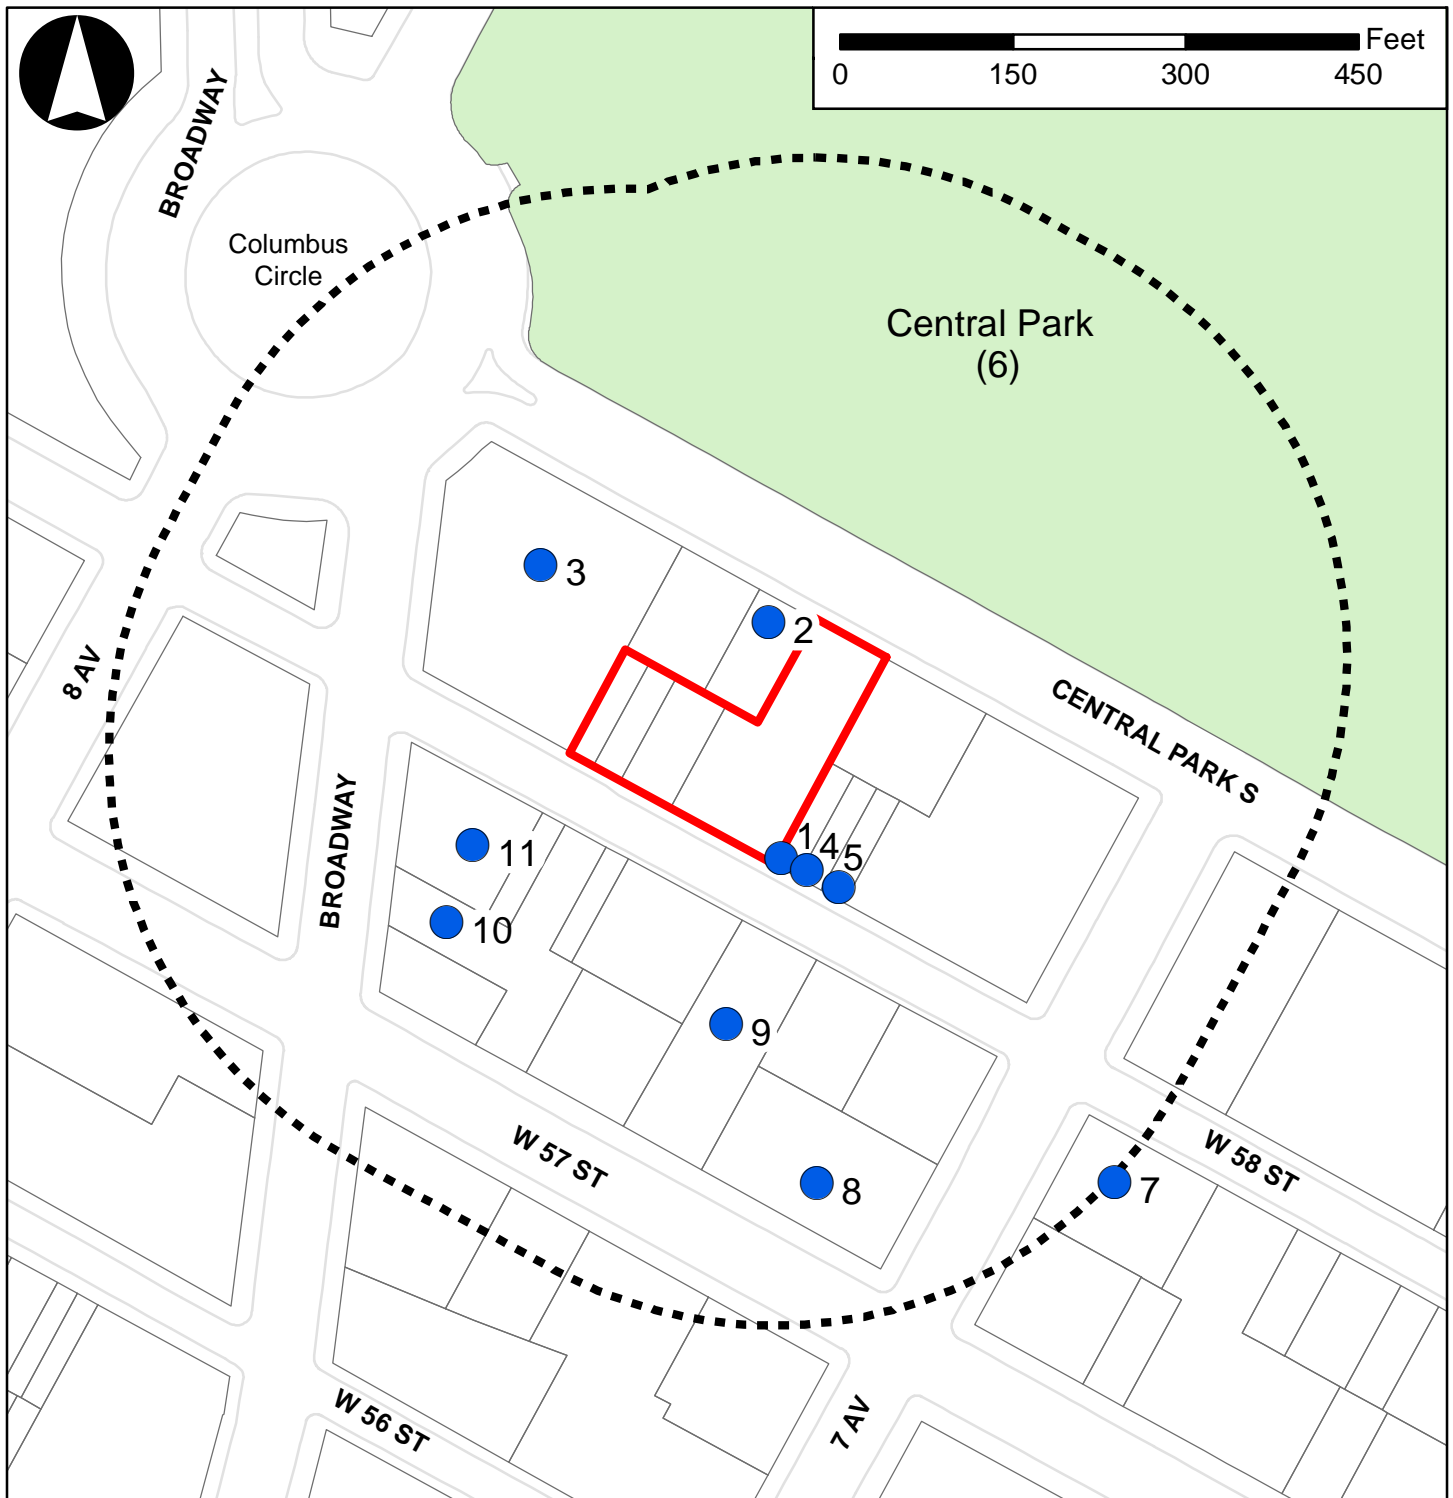 Feet
0 150 300 450
BROADWAY
Columbus
Circle
Central Park
(6)
3
2
8 AV
CENTRAL PARK S
BROADWAY
1
4
5
11
10
9
W 57 ST
W 58 ST
8
7
W 56 ST
7 AV